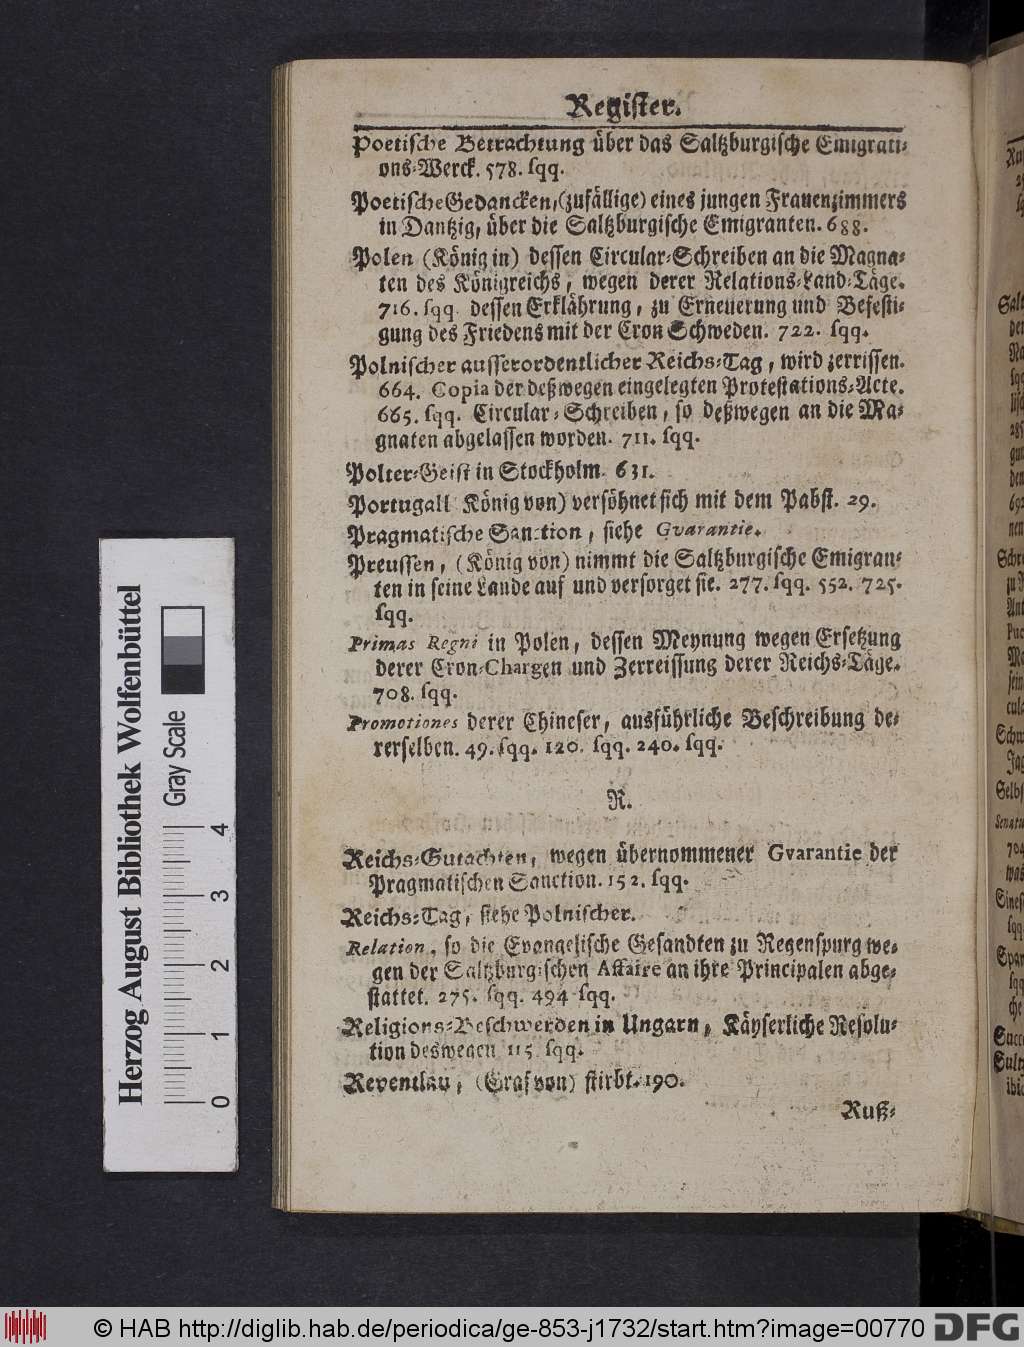 Register.
Poetische Betrachtung über das Saltzburgische Emigrati-
ons-Werck. 578. sqq.
Poetische Gedancken, (zufällige) eines jungen Frauenzimmers
in Dantzig, über die Saltzburgische Emigranten. 688.
Polen (König in) dessen Circular-Schreiben an die Magna-
ten des Königreichs, wegen derer Relations-Land-Täge.
716. sqq. dessen Erklährung, zu Erneuerung und Befesti-
gung des Friedens mit der Cron Schweden. 722. sqq.
Polnischer ausserordentlicher Reichs-Tag, wird zerrissen.
664. Copia der deßwegen eingelegten Protestations-Acte.
665. sqq. Circular-Schreiben, so deßwegen an die Ma-
gnaten abgelassen worden. 711. sqq.
Polter-Geist in Stockholm. 631.
Portugall König von) versöhnet sich mit dem Pabst. 29.
Pragmatische Sanction, siehe Gvarantie.
Preussen, (König von) nimmt die Saltzburgische Emigran-
ten in seine Lande auf und versorget sie. 277. sqq. 552. 725.
sqq.
Primas Regni in Polen, dessen Meynung wegen Ersetzung
derer Cron-Chargen und Zerreissung derer Reichs-Täge.
708. sqq.
Promotiones derer Chineser, ausführliche Beschreibung de-
rerselben. 49. sqq. 120. sqq. 240. sqq.
R.
Reichs-Gutachten, wegen übernommener Gvarantie der
Pragmatischen Sanction. 152. sqq.
Reichs-Tag, siehe Polnischer.
Relation, so die Evangelische Gesandten zu Regenspurg we-
gen der Saltzburgischen Affaire an ihre Principalen abge-
stattet. 275. sqq. 494 sqq.
Religions-Beschwerden in Ungarn, Käyserliche Resolu-
tion deswegen 115. sqq.
Reventlau, (Graf von) stirbt. 190.
Ruß-
Herzog August Bibliothek Wolfenbüttel
Gray Scale
0 1 2 3 4
© HAB http://diglib.hab.de/periodica/ge-853-j1732/start.htm?image=00770
DFG